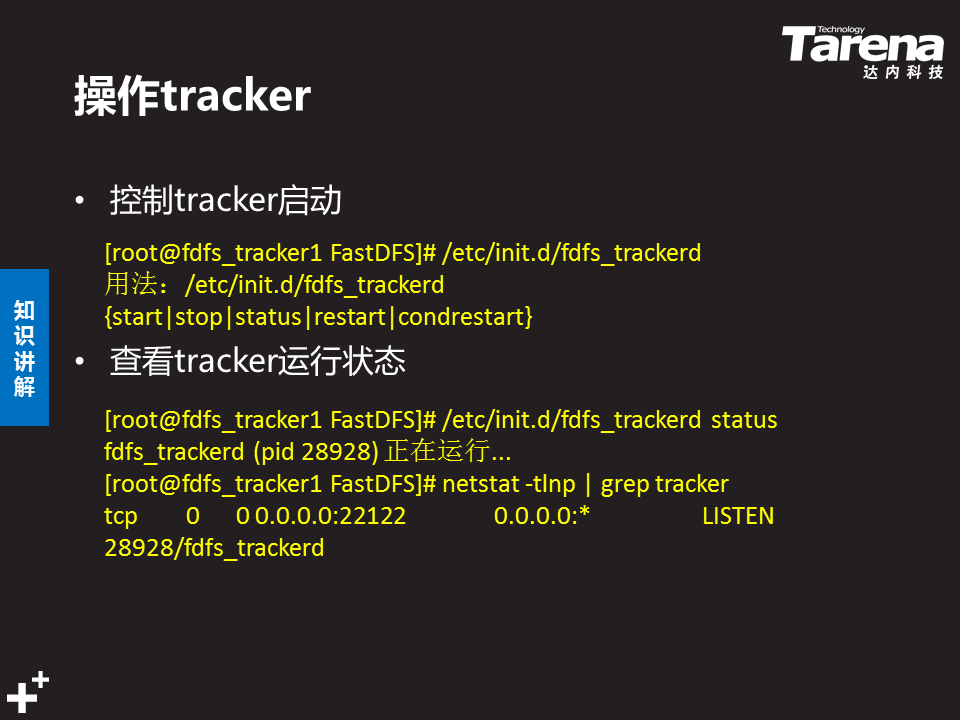 Technology
Tarena
达内科技
操作tracker
• 控制tracker启动
[root@fdfs_tracker1 FastDFS]# /etc/init.d/fdfs_trackerd
用法：/etc/init.d/fdfs_trackerd
{start|stop|status|restart|condrestart}
知识讲解
• 查看tracker运行状态
[root@fdfs_tracker1 FastDFS]# /etc/init.d/fdfs_trackerd status
fdfs_trackerd (pid 28928) 正在运行...
[root@fdfs_tracker1 FastDFS]# netstat -tlnp | grep tracker
tcp 0 0 0.0.0.0:22122 0.0.0.0:* LISTEN
28928/fdfs_trackerd